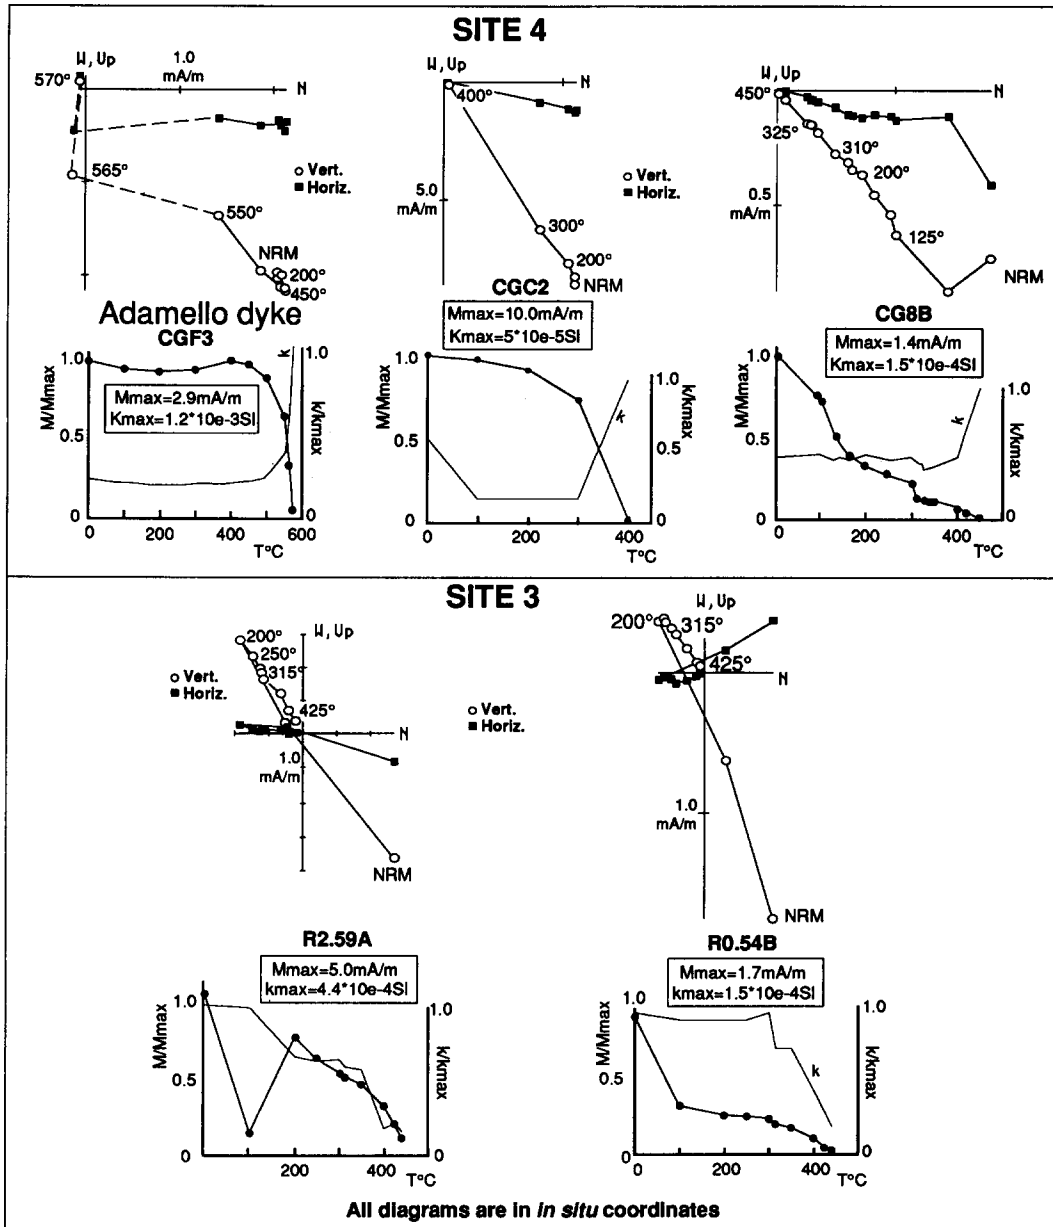 SITE 4
W,Up
1.0
mA/m
N
570°
565°
550°
NRM
200°
450°
Vert.
Horiz.
W,Up
N
400°
5.0
mA/m
300°
200°
NRM
Vert.
Horiz.
W,Up
N
450°
325°
310°
200°
0.5
mA/m
125°
NRM
Adamello dyke
CGF3
Mmax=2.9mA/m
Kmax=1.2*10e-3SI
M/Mmax
1.0
0.5
0
k
1.0
k/kmax
0
0
200
400
600
T°C
CGC2
Mmax=10.0mA/m
Kmax=5*10e-5SI
M/Mmax
1.0
0.5
0
k
1.0
0.5
0
k/kmax
0
200
400
T°C
CG8B
Mmax=1.4mA/m
Kmax=1.5*10e-4SI
M/Mmax
1.0
0.5
0
k
1.0
k/kmax
0
0
200
400
T°C
SITE 3
200°
250°
315°
425°
W,Up
N
1.0
mA/m
NRM
Vert.
Horiz.
W,Up
200°
315°
425°
N
1.0
mA/m
NRM
Vert.
Horiz.
R2.59A
Mmax=5.0mA/m
kmax=4.4*10e-4SI
M/Mmax
1.0
0.5
0
1.0
k/kmax
0
200
400
T°C
R0.54B
Mmax=1.7mA/m
kmax=1.5*10e-4SI
1.0
0.5
0
k
1.0
k/kmax
0
200
400
T°C
All diagrams are in in situ coordinates